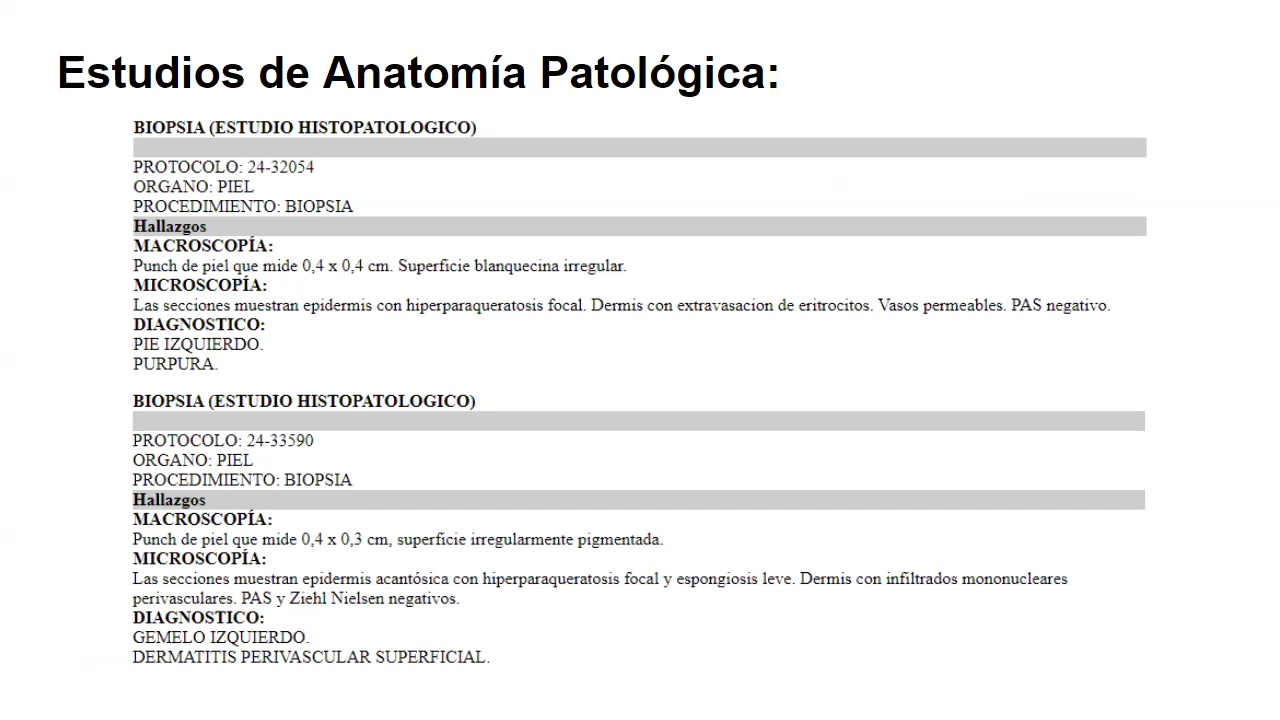 Estudios de Anatomía Patológica:
BIOPSIA (ESTUDIO HISTOPATOLOGICO)
PROTOCOLO: 24-32054
ORGANO: PIEL
PROCEDIMIENTO: BIOPSIA
Hallazgos
MACROSCOPÍA:
Punch de piel que mide 0,4 x 0,4 cm. Superficie blanquecina irregular.
MICROSCOPÍA:
Las secciones muestran epidermis con hiperparaqueratosis focal. Dermis con extravasacion de eritrocitos. Vasos permeables. PAS negativo.
DIAGNOSTICO:
PIE IZQUIERDO.
PURPURA.
BIOPSIA (ESTUDIO HISTOPATOLOGICO)
PROTOCOLO: 24-33590
ORGANO: PIEL
PROCEDIMIENTO: BIOPSIA
Hallazgos
MACROSCOPÍA:
Punch de piel que mide 0,4 x 0,3 cm, superficie irregularmente pigmentada.
MICROSCOPÍA:
Las secciones muestran epidermis acantósica con hiperparaqueratosis focal y espongiosis leve. Dermis con infiltrados mononucleares
perivasculares. PAS y Ziehl Nielsen negativos.
DIAGNOSTICO:
GEMELO IZQUIERDO.
DERMATITIS PERIVASCULAR SUPERFICIAL.